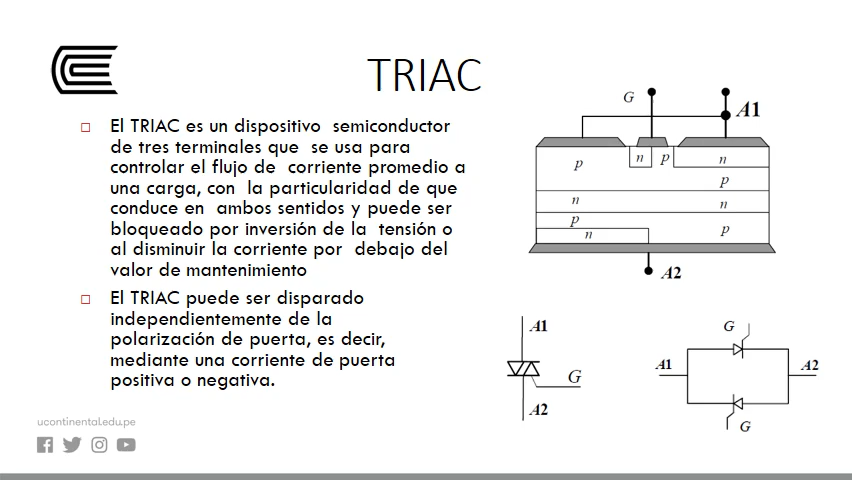 TRIAC
El TRIAC es un dispositivo semiconductor
de tres terminales que se usa para
controlar el flujo de corriente promedio a
una carga, con la particularidad de que
conduce en ambos sentidos y puede ser
bloqueado por inversión de la tensión o
al disminuir la corriente por debajo del
valor de mantenimiento
El TRIAC puede ser disparado
independientemente de la
polarización de puerta, es decir,
mediante una corriente de puerta
positiva o negativa.
G
A1
p
n
p
n
p
n
n
p
n
p
A2
A1
G
A2
G
A1
A2
G
ucontinental.edu.pe